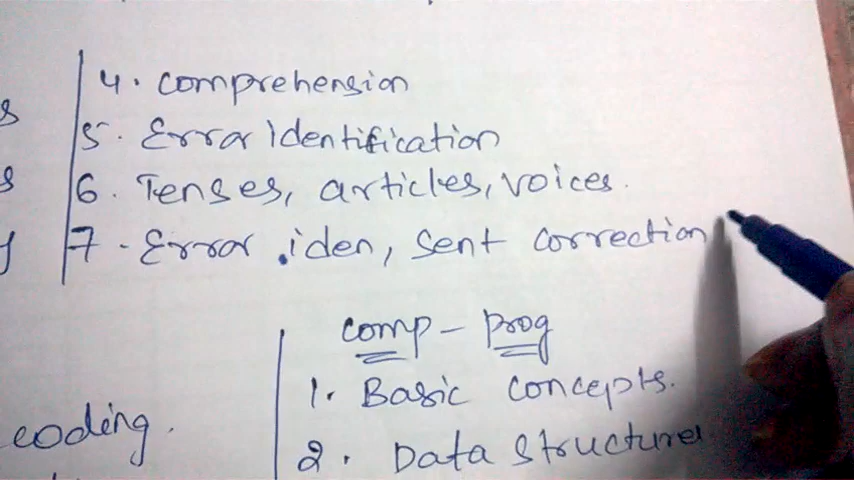 4. comprehension
5. Error identification
6. Tenses, articles, voices.
7. Error iden, sent correction
comp - prog
1. Basic concepts.
coding.
2. Data structure